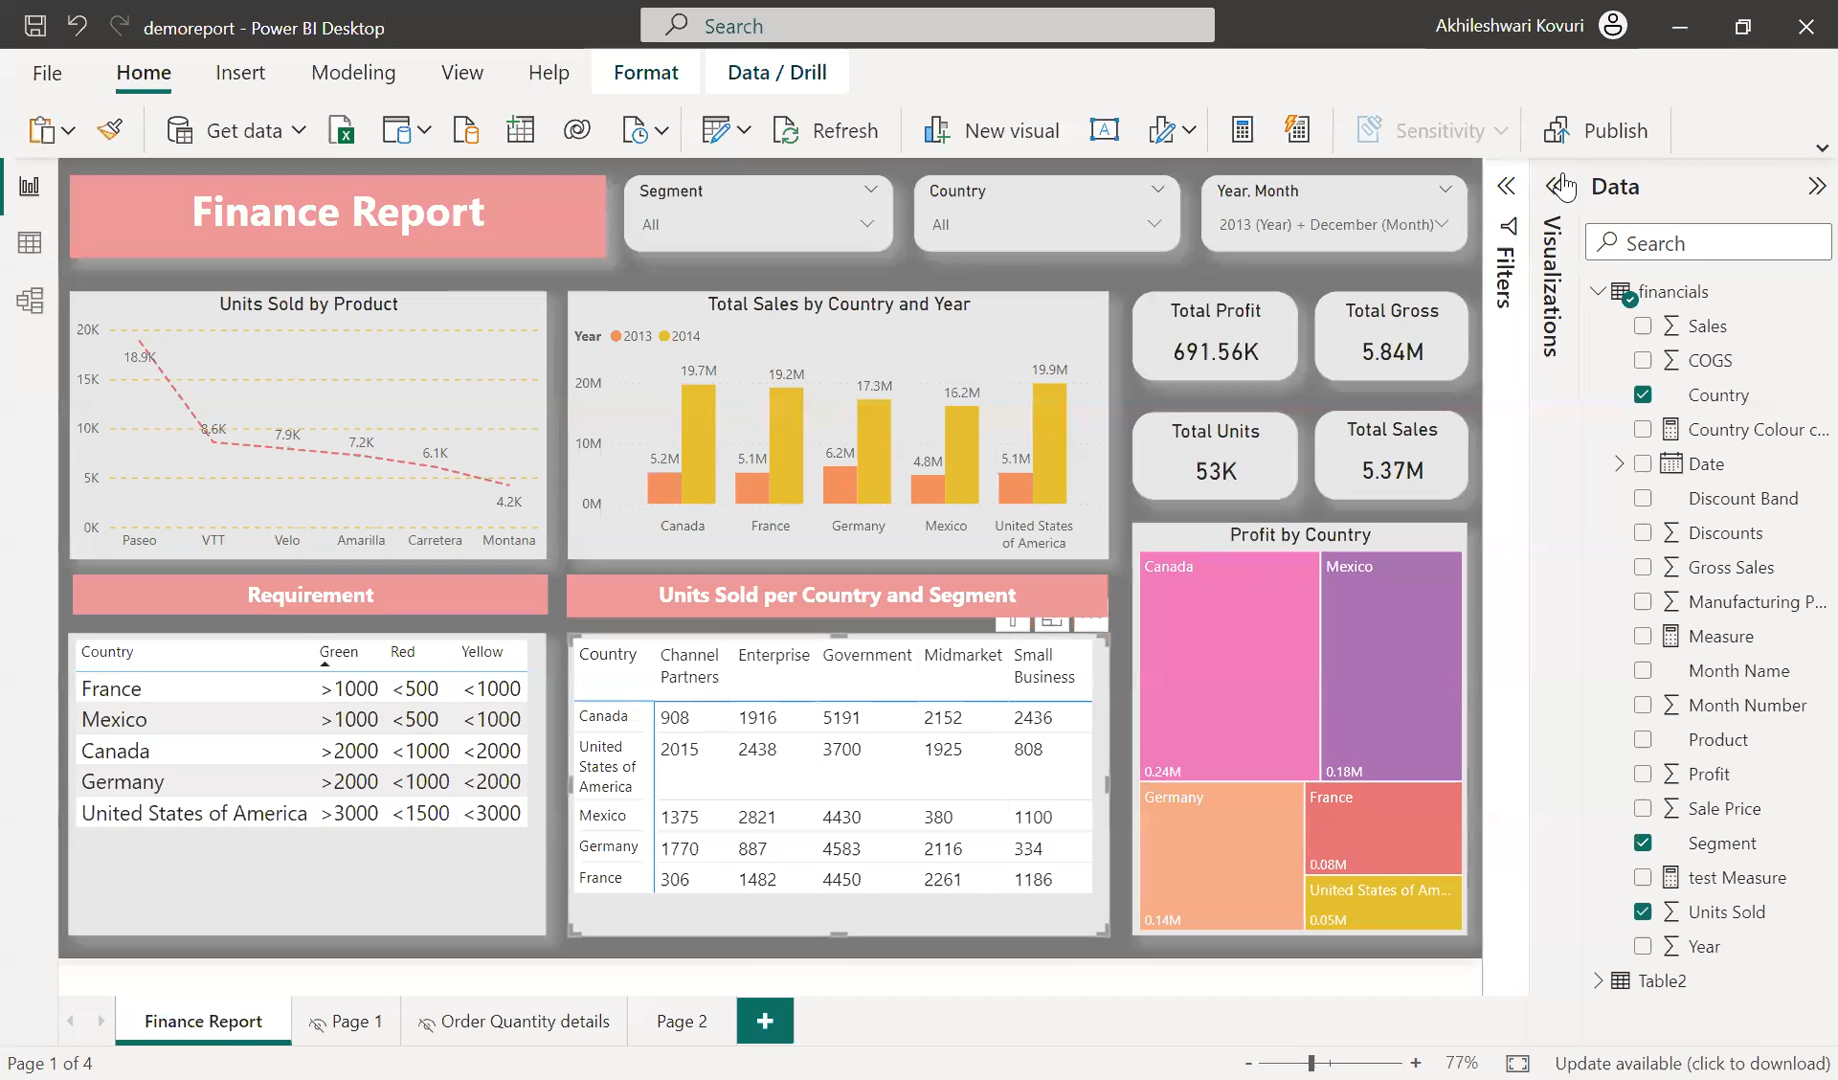 demoreport - Power BI Desktop
Search
Akhileshwari Kovuri
File Home Insert Modeling View Help Format Data / Drill
Get data Refresh New visual Sensitivity Publish
Finance Report
Segment
All
Country
All
Year, Month
2013 (Year) + December (Month)
Units Sold by Product
20K
15K
10K
5K
0K
18.9K
8.6K
7.9K
7.2K
6.1K
4.2K
Paseo VTT Velo Amarilla Carretera Montana
Total Sales by Country and Year
Year 2013 2014
20M
10M
0M
5.2M 19.7M
5.1M 19.2M
6.2M 17.3M
4.8M 16.2M
5.1M 19.9M
Canada France Germany Mexico United States
of America
Total Profit
691.56K
Total Gross
5.84M
Total Units
53K
Total Sales
5.37M
Requirement
Country Green Red Yellow
France >1000 <500 <1000
Mexico >1000 <500 <1000
Canada >2000 <1000 <2000
Germany >2000 <1000 <2000
United States of America >3000 <1500 <3000
Units Sold per Country and Segment
Country Channel Enterprise Government Midmarket Small
Partners Business
Canada 908 1916 5191 2152 2436
United 2015 2438 3700 1925 808
States of
America
Mexico 1375 2821 4430 380 1100
Germany 1770 887 4583 2116 334
France 306 1482 4450 2261 1186
Profit by Country
Canada
0.24M
Mexico
0.18M
Germany
0.14M
France
0.08M
United States of Am...
0.05M
Filters
Visualizations
Data
Search
financials
Sales
COGS
Country
Country Colour c...
Date
Discount Band
Discounts
Gross Sales
Manufacturing P...
Measure
Month Name
Month Number
Product
Profit
Sale Price
Segment
test Measure
Units Sold
Year
Table2
Finance Report Page 1 Order Quantity details Page 2 +
Page 1 of 4
- + 77%
Update available (click to download)